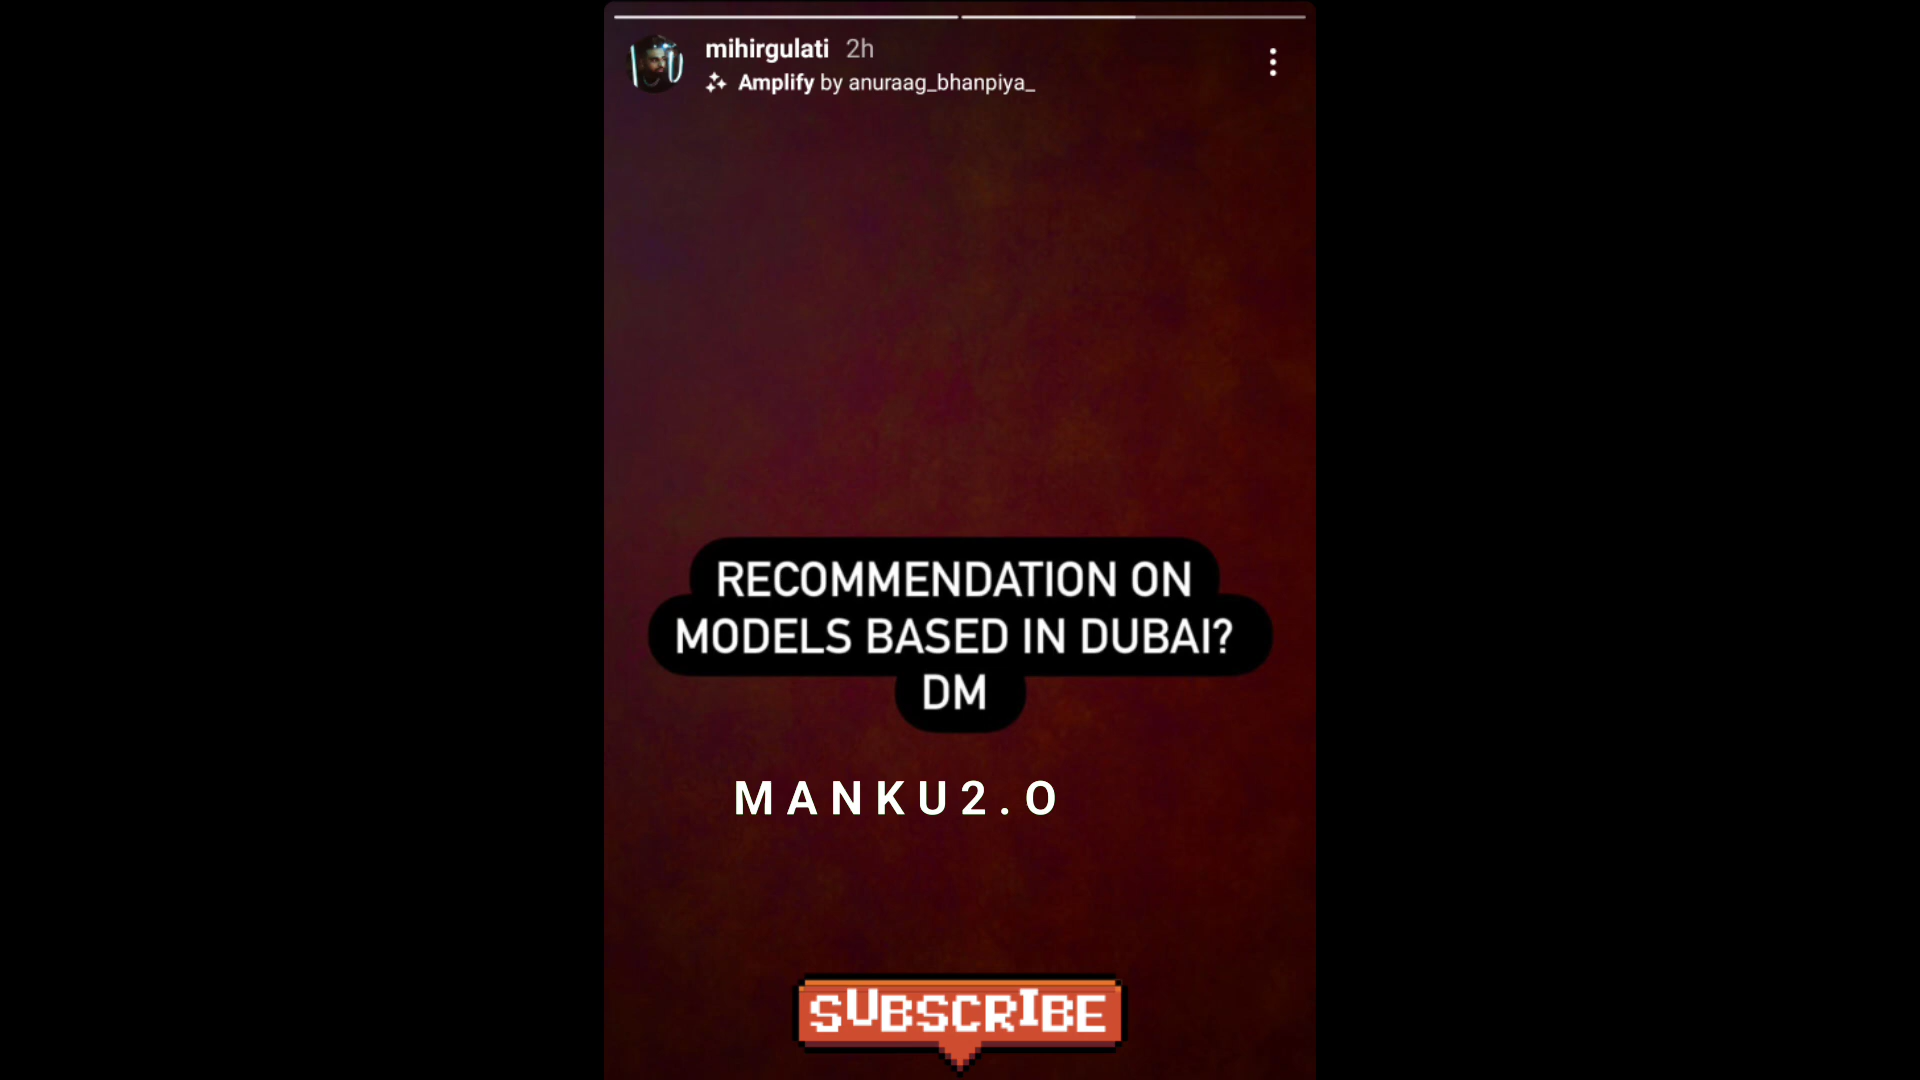 mihirgulati 2h
Amplify by anuraag_bhanpiya_
RECOMMENDATION ON
MODELS BASED IN DUBAI?
DM
MANKU2.O
SUBSCRIBE